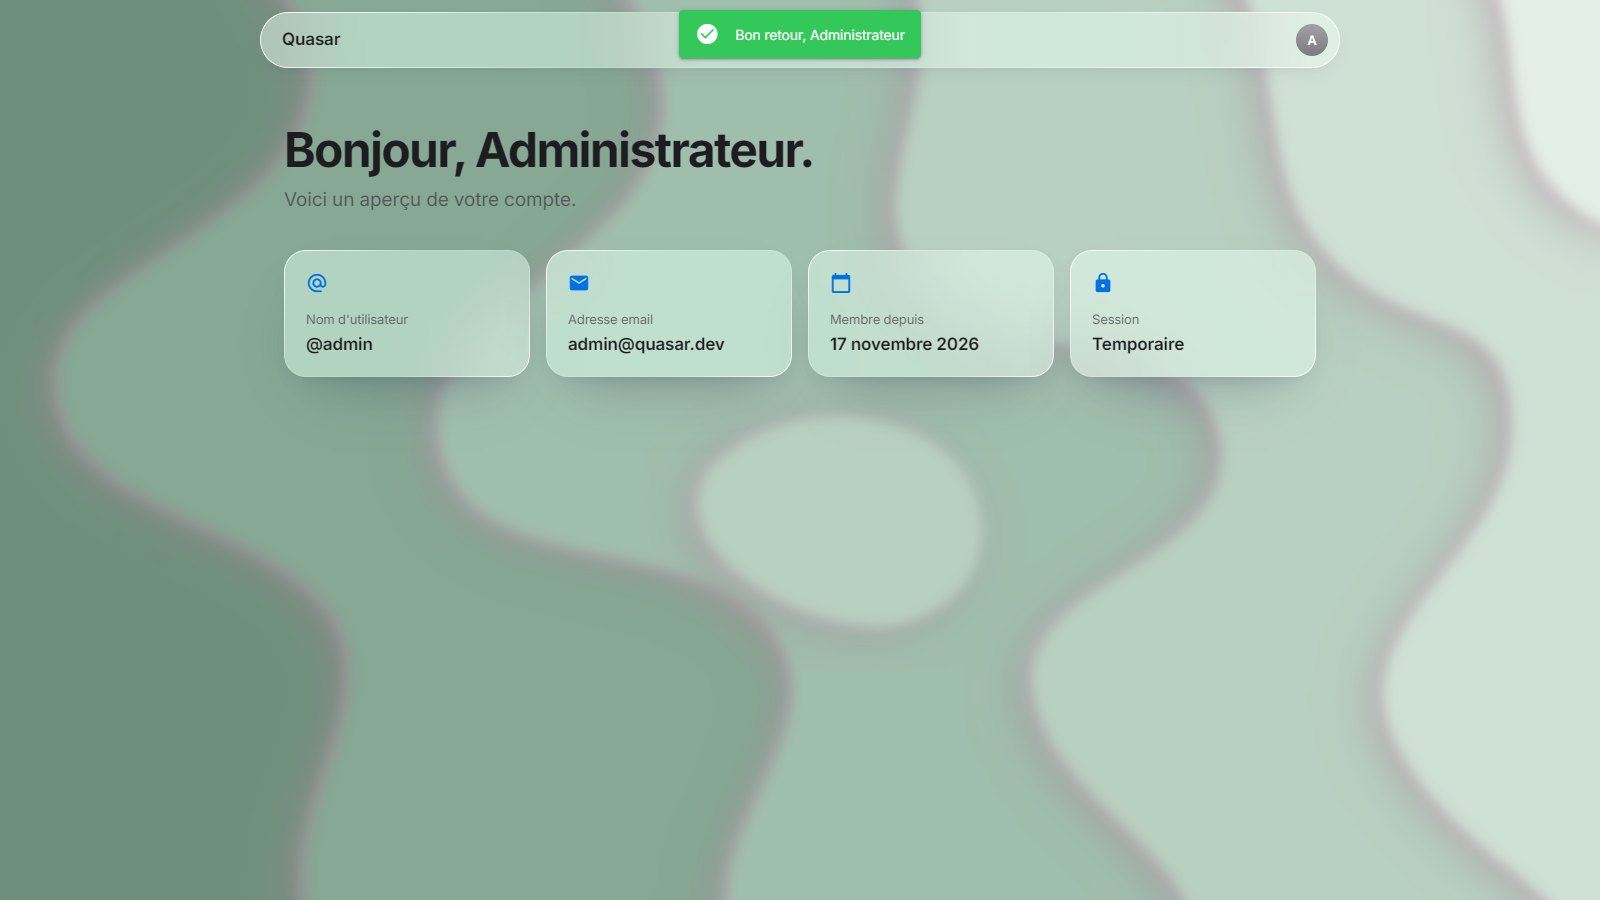 Quasar
Bon retour, Administrateur
A
Bonjour, Administrateur.
Voici un aperçu de votre compte.
Nom d'utilisateur
@admin
Adresse email
admin@quasar.dev
Membre depuis
17 novembre 2026
Session
Temporaire